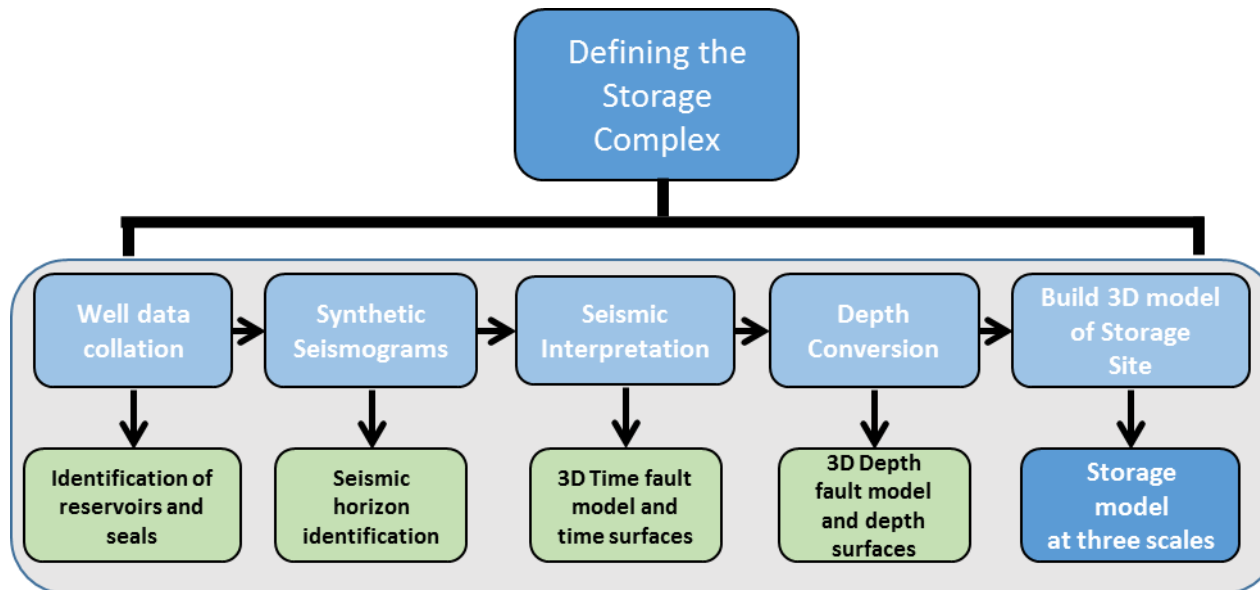 Defining the
Storage
Complex
Well data
collation
Synthetic
Seismograms
Seismic
Interpretation
Depth
Conversion
Build 3D model
of Storage
Site
Identification of
reservoirs and
seals
Seismic
horizon
identification
3D Time fault
model and
time surfaces
3D Depth
fault model
and depth
surfaces
Storage
model
at three scales